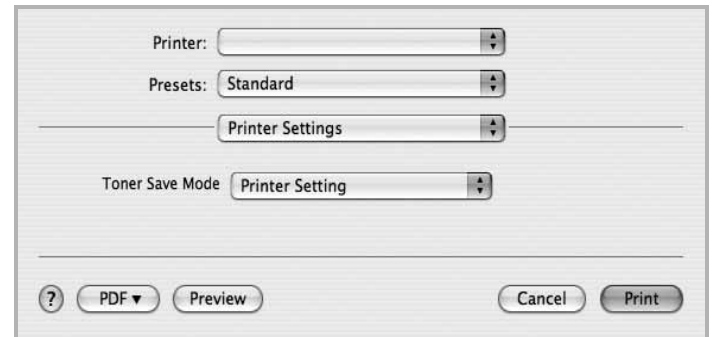 Printer:
Presets: Standard
Printer Settings
Toner Save Mode Printer Setting
? PDF ▼ Preview Cancel Print